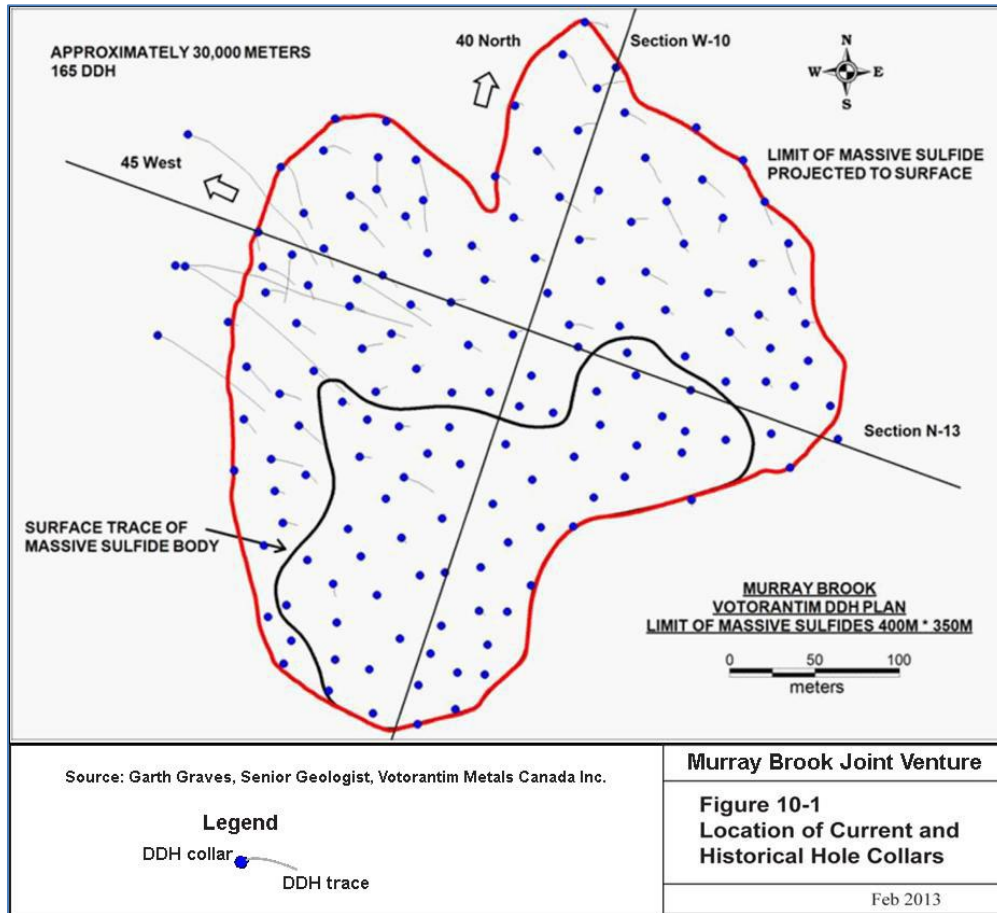 APPROXIMATELY 30,000 METERS
165 DDH
40 North
Section W-10
N
W
E
S
45 West
LIMIT OF MASSIVE SULFIDE
PROJECTED TO SURFACE
Section N-13
SURFACE TRACE OF
MASSIVE SULFIDE BODY
MURRAY BROOK
VOTORANTIM DDH PLAN
LIMIT OF MASSIVE SULFIDES 400M * 350M
0 50 100
meters
Source: Garth Graves, Senior Geologist, Votorantim Metals Canada Inc.
Legend
DDH collar
DDH trace
Murray Brook Joint Venture
Figure 10-1
Location of Current and
Historical Hole Collars
Feb 2013